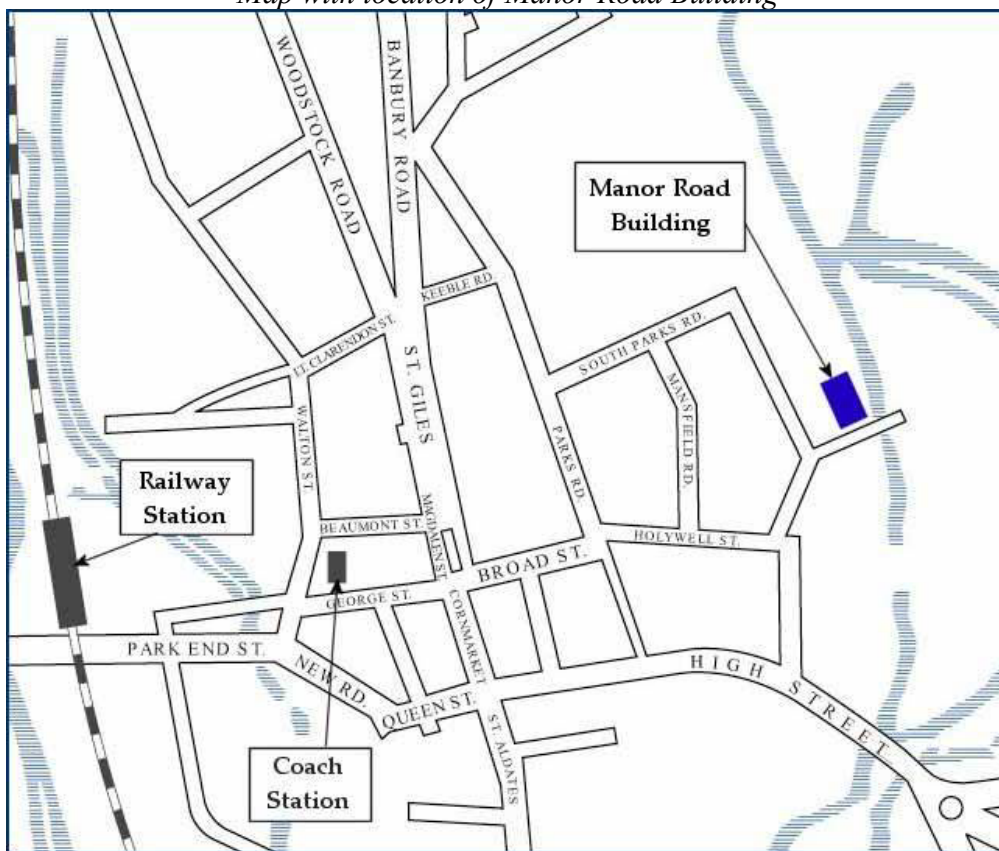 Map with location of Manor Road Building
WOODSTOCK ROAD
BANBURY ROAD
Manor Road
Building
KEEBLE RD.
LT. CLARENDON ST.
SOUTH PARKS RD.
ST. GILES
MANSFIELD RD.
WALTON ST.
PARKS RD.
Railway
Station
MAGDALEN ST.
BEAUMONT ST.
HOLYWELL ST.
BROAD ST.
GEORGE ST.
CORNMARKET
PARK END ST.
NEW RD.
HIGH STREET
QUEEN ST.
ST. ALDATES
Coach
Station